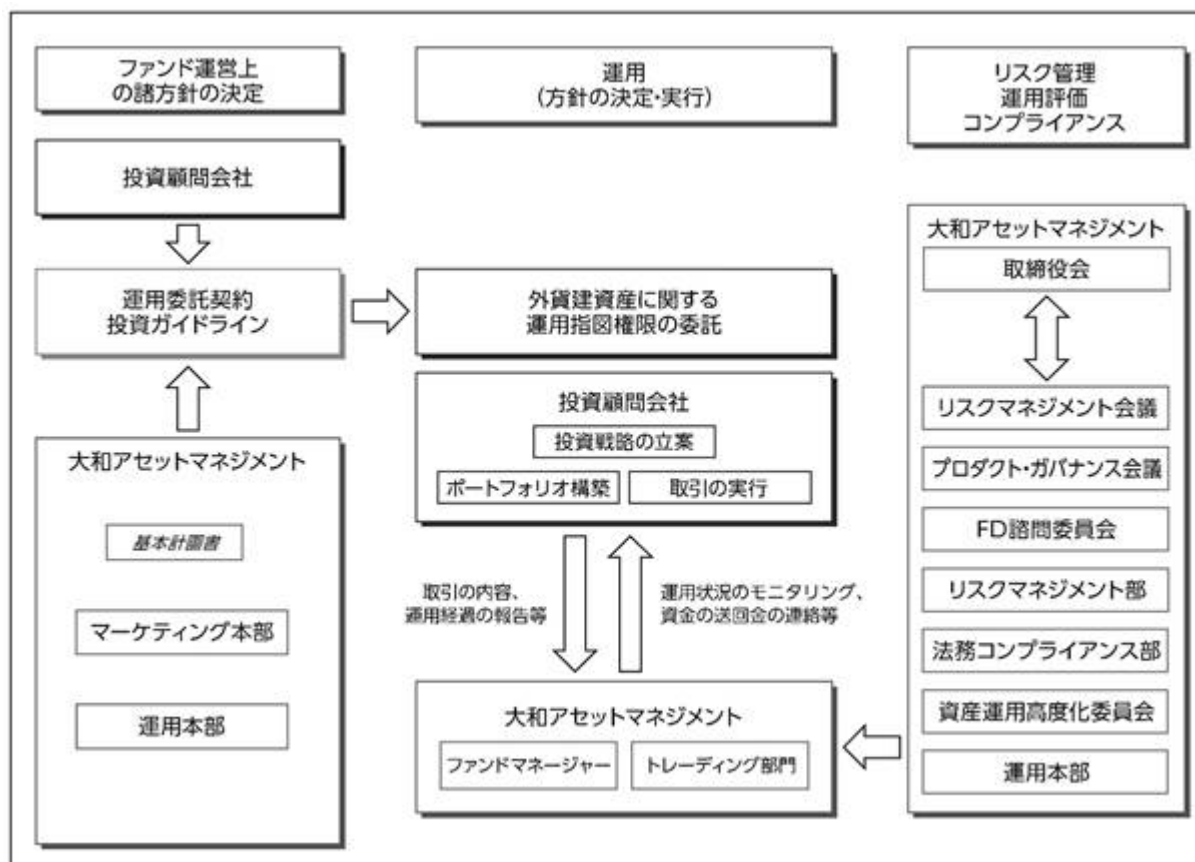 ファンド運営上
の諸方針の決定
投資顧問会社
運用委託契約
投資ガイドライン
大和アセットマネジメント
基本計画書
マーケティング本部
運用本部
運用
(方針の決定・実行)
外貨建資産に関する
運用指図権限の委託
投資顧問会社
投資戦略の立案
ポートフォリオ構築
取引の実行
取引の内容、
運用経過の報告等
運用状況のモニタリング、
資金の送回金の連絡等
大和アセットマネジメント
ファンドマネージャー
トレーディング部門
リスク管理
運用評価
コンプライアンス
大和アセットマネジメント
取締役会
リスクマネジメント会議
プロダクト・ガバナンス会議
FD諮問委員会
リスクマネジメント部
法務コンプライアンス部
資産運用高度化委員会
運用本部